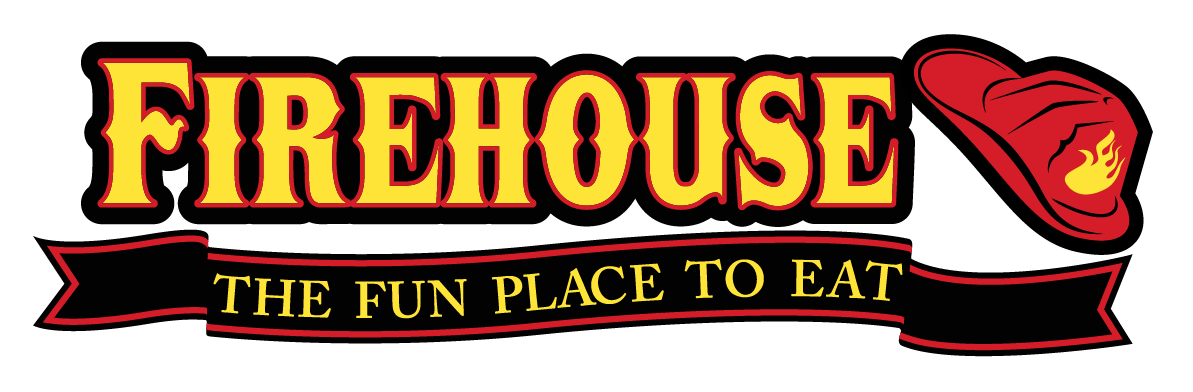 FIREHOUSE
THE FUN PLACE TO EAT